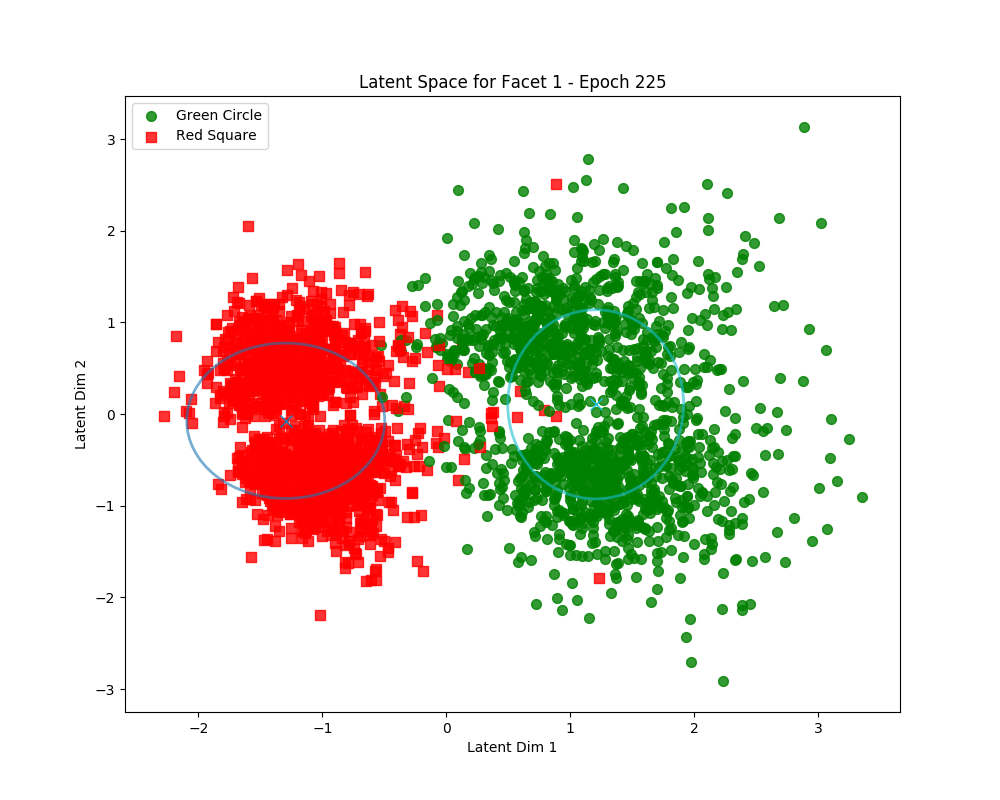 Latent Space for Facet 1 - Epoch 225
Green Circle
Red Square
3
2
1
0
−1
−2
−3
Latent Dim 2
−2
−1
0
1
2
3
Latent Dim 1